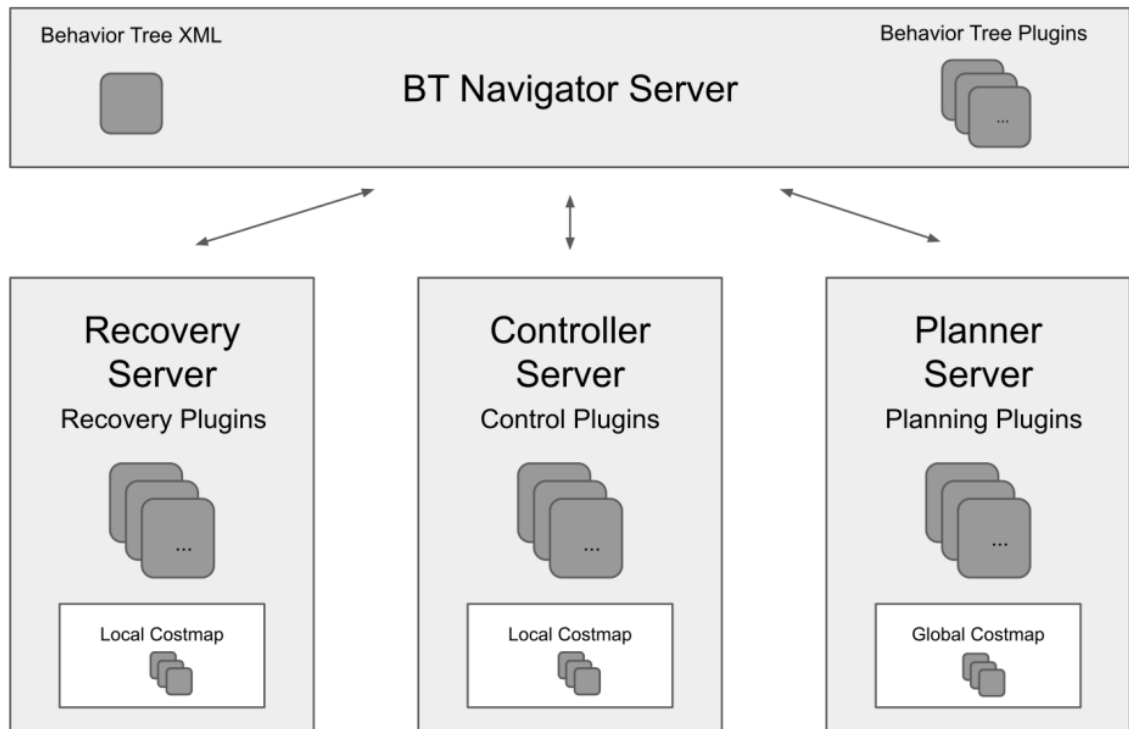 Behavior Tree XML
Behavior Tree Plugins
BT Navigator Server
...
Recovery
Server
Recovery Plugins
...
Local Costmap
Controller
Server
Control Plugins
...
Local Costmap
Planner
Server
Planning Plugins
...
Global Costmap